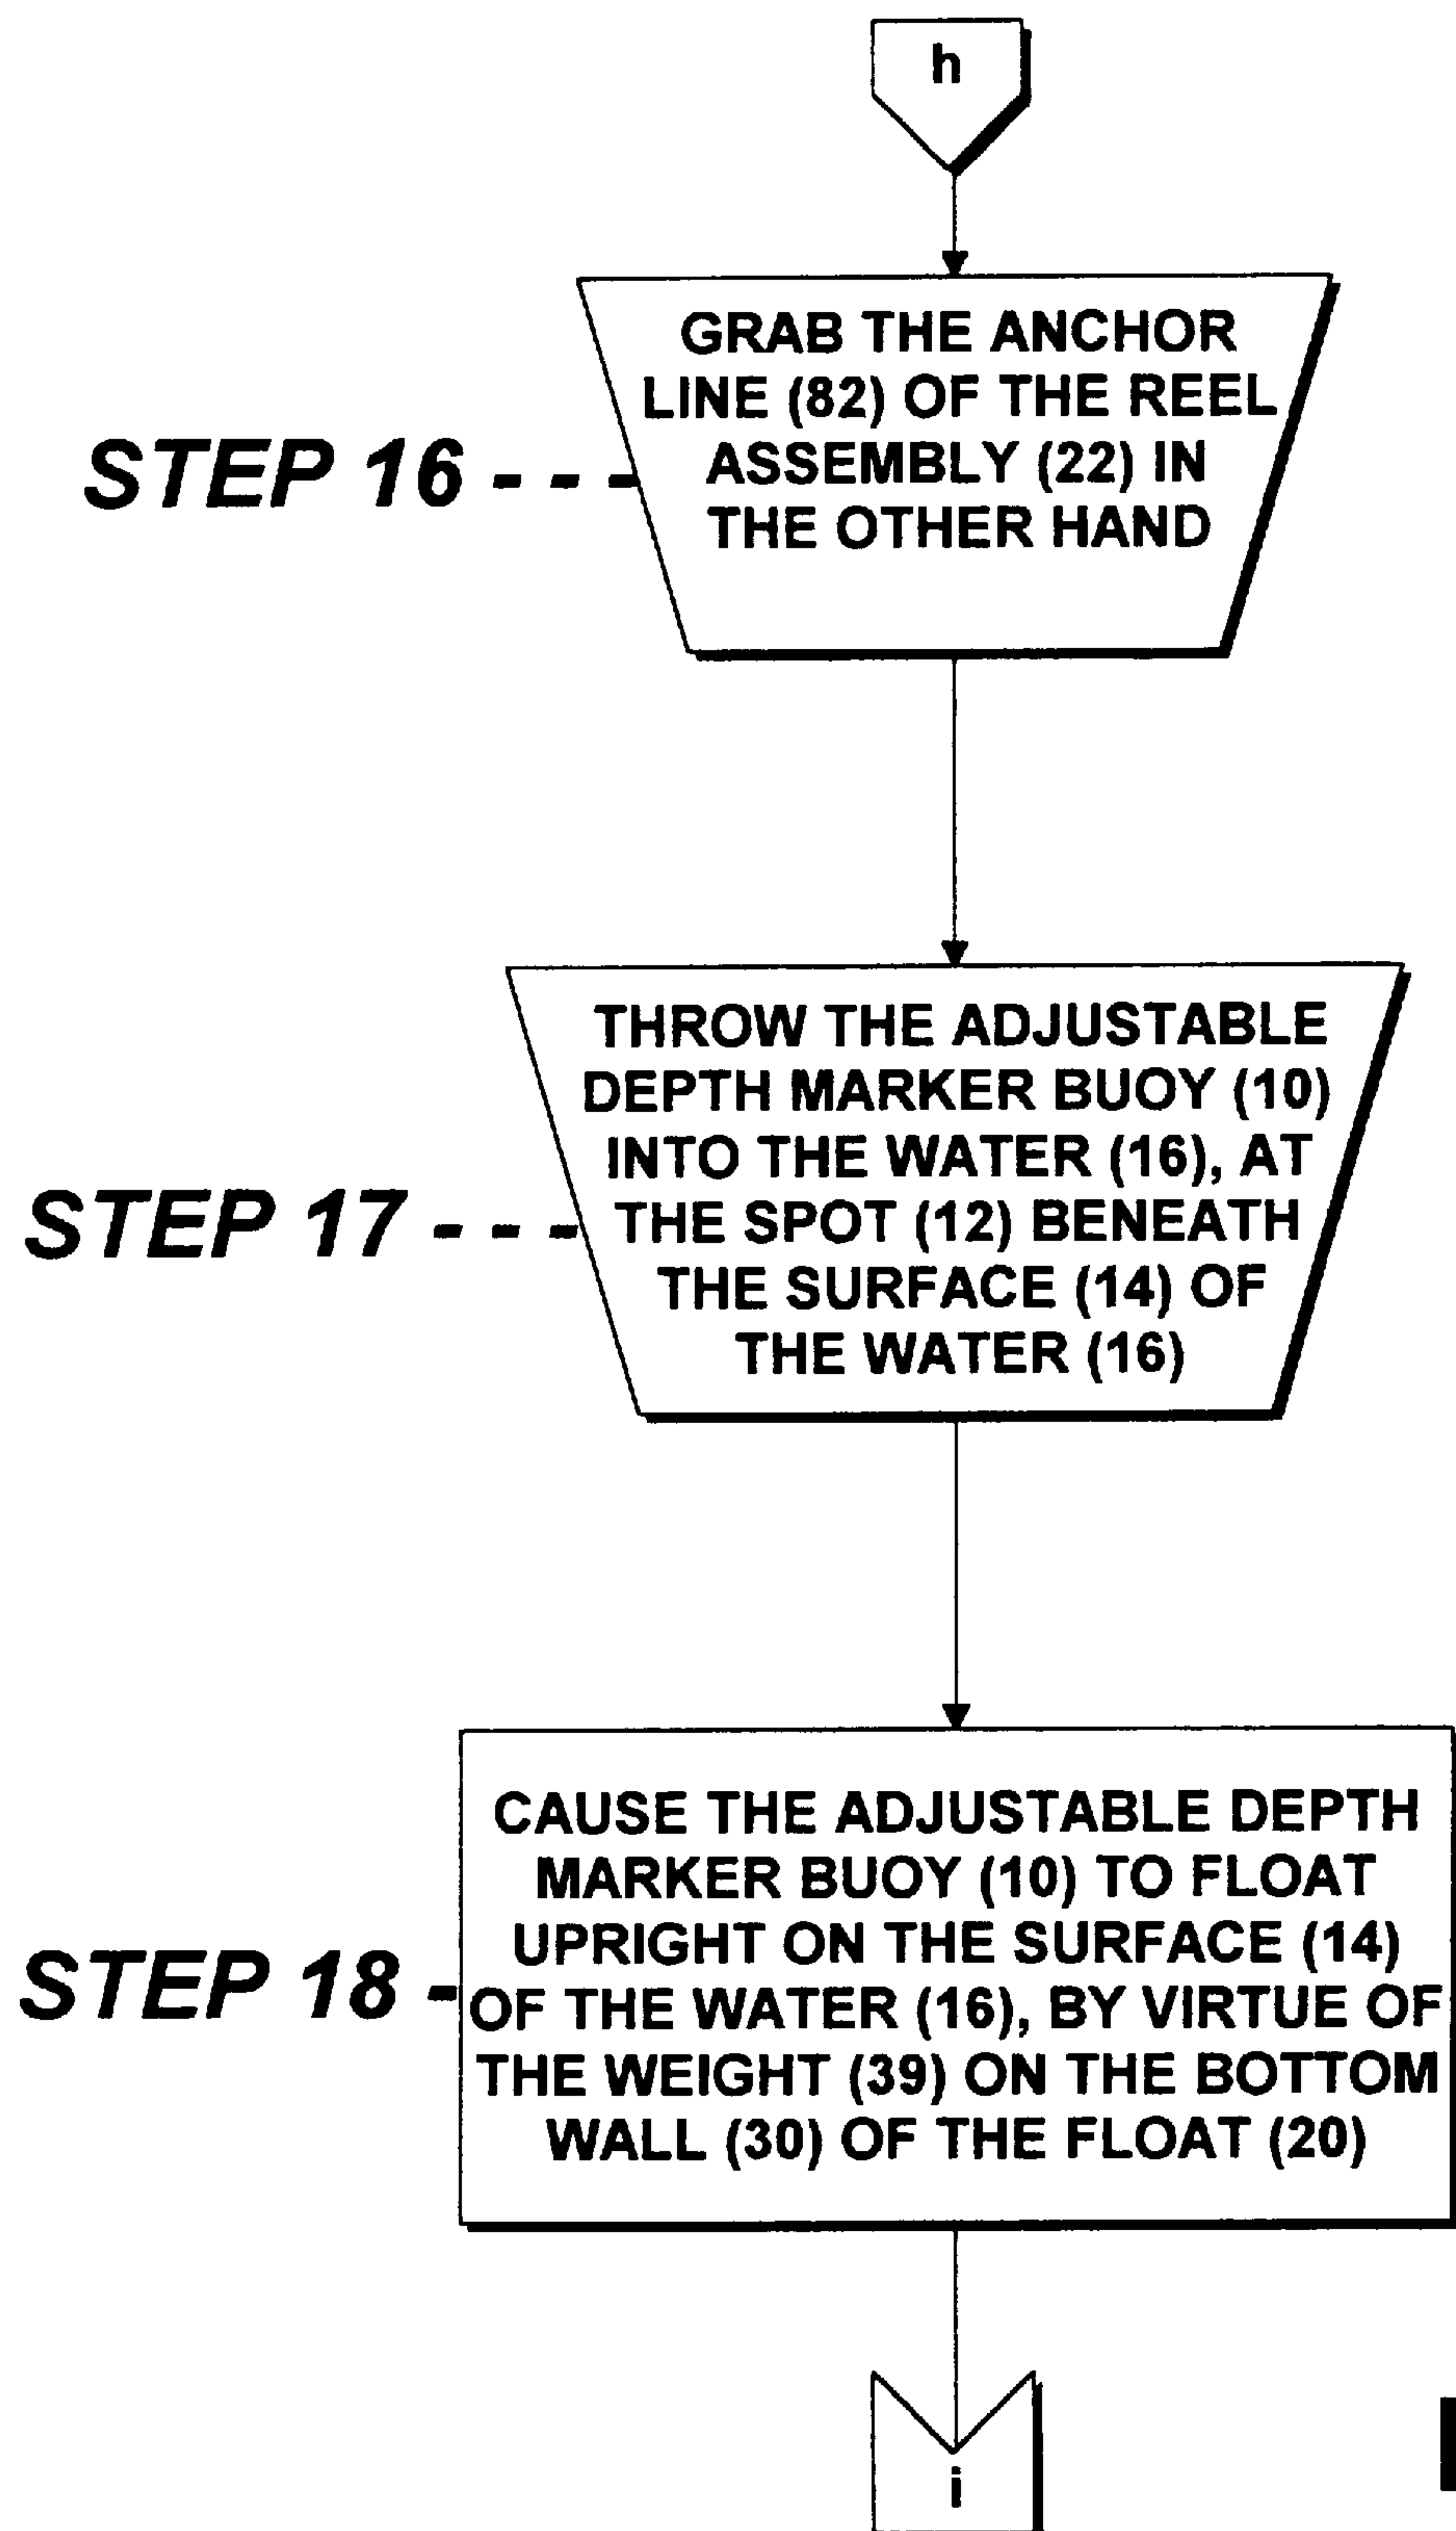 h
GRAB THE ANCHOR
LINE (82) OF THE REEL
ASSEMBLY (22) IN
THE OTHER HAND
STEP 16 - - -
THROW THE ADJUSTABLE
DEPTH MARKER BUOY (10)
INTO THE WATER (16), AT
THE SPOT (12) BENEATH
THE SURFACE (14) OF
THE WATER (16)
STEP 17 - - -
CAUSE THE ADJUSTABLE DEPTH
MARKER BUOY (10) TO FLOAT
UPRIGHT ON THE SURFACE (14)
OF THE WATER (16), BY VIRTUE OF
THE WEIGHT (39) ON THE BOTTOM
WALL (30) OF THE FLOAT (20)
STEP 18 -
i